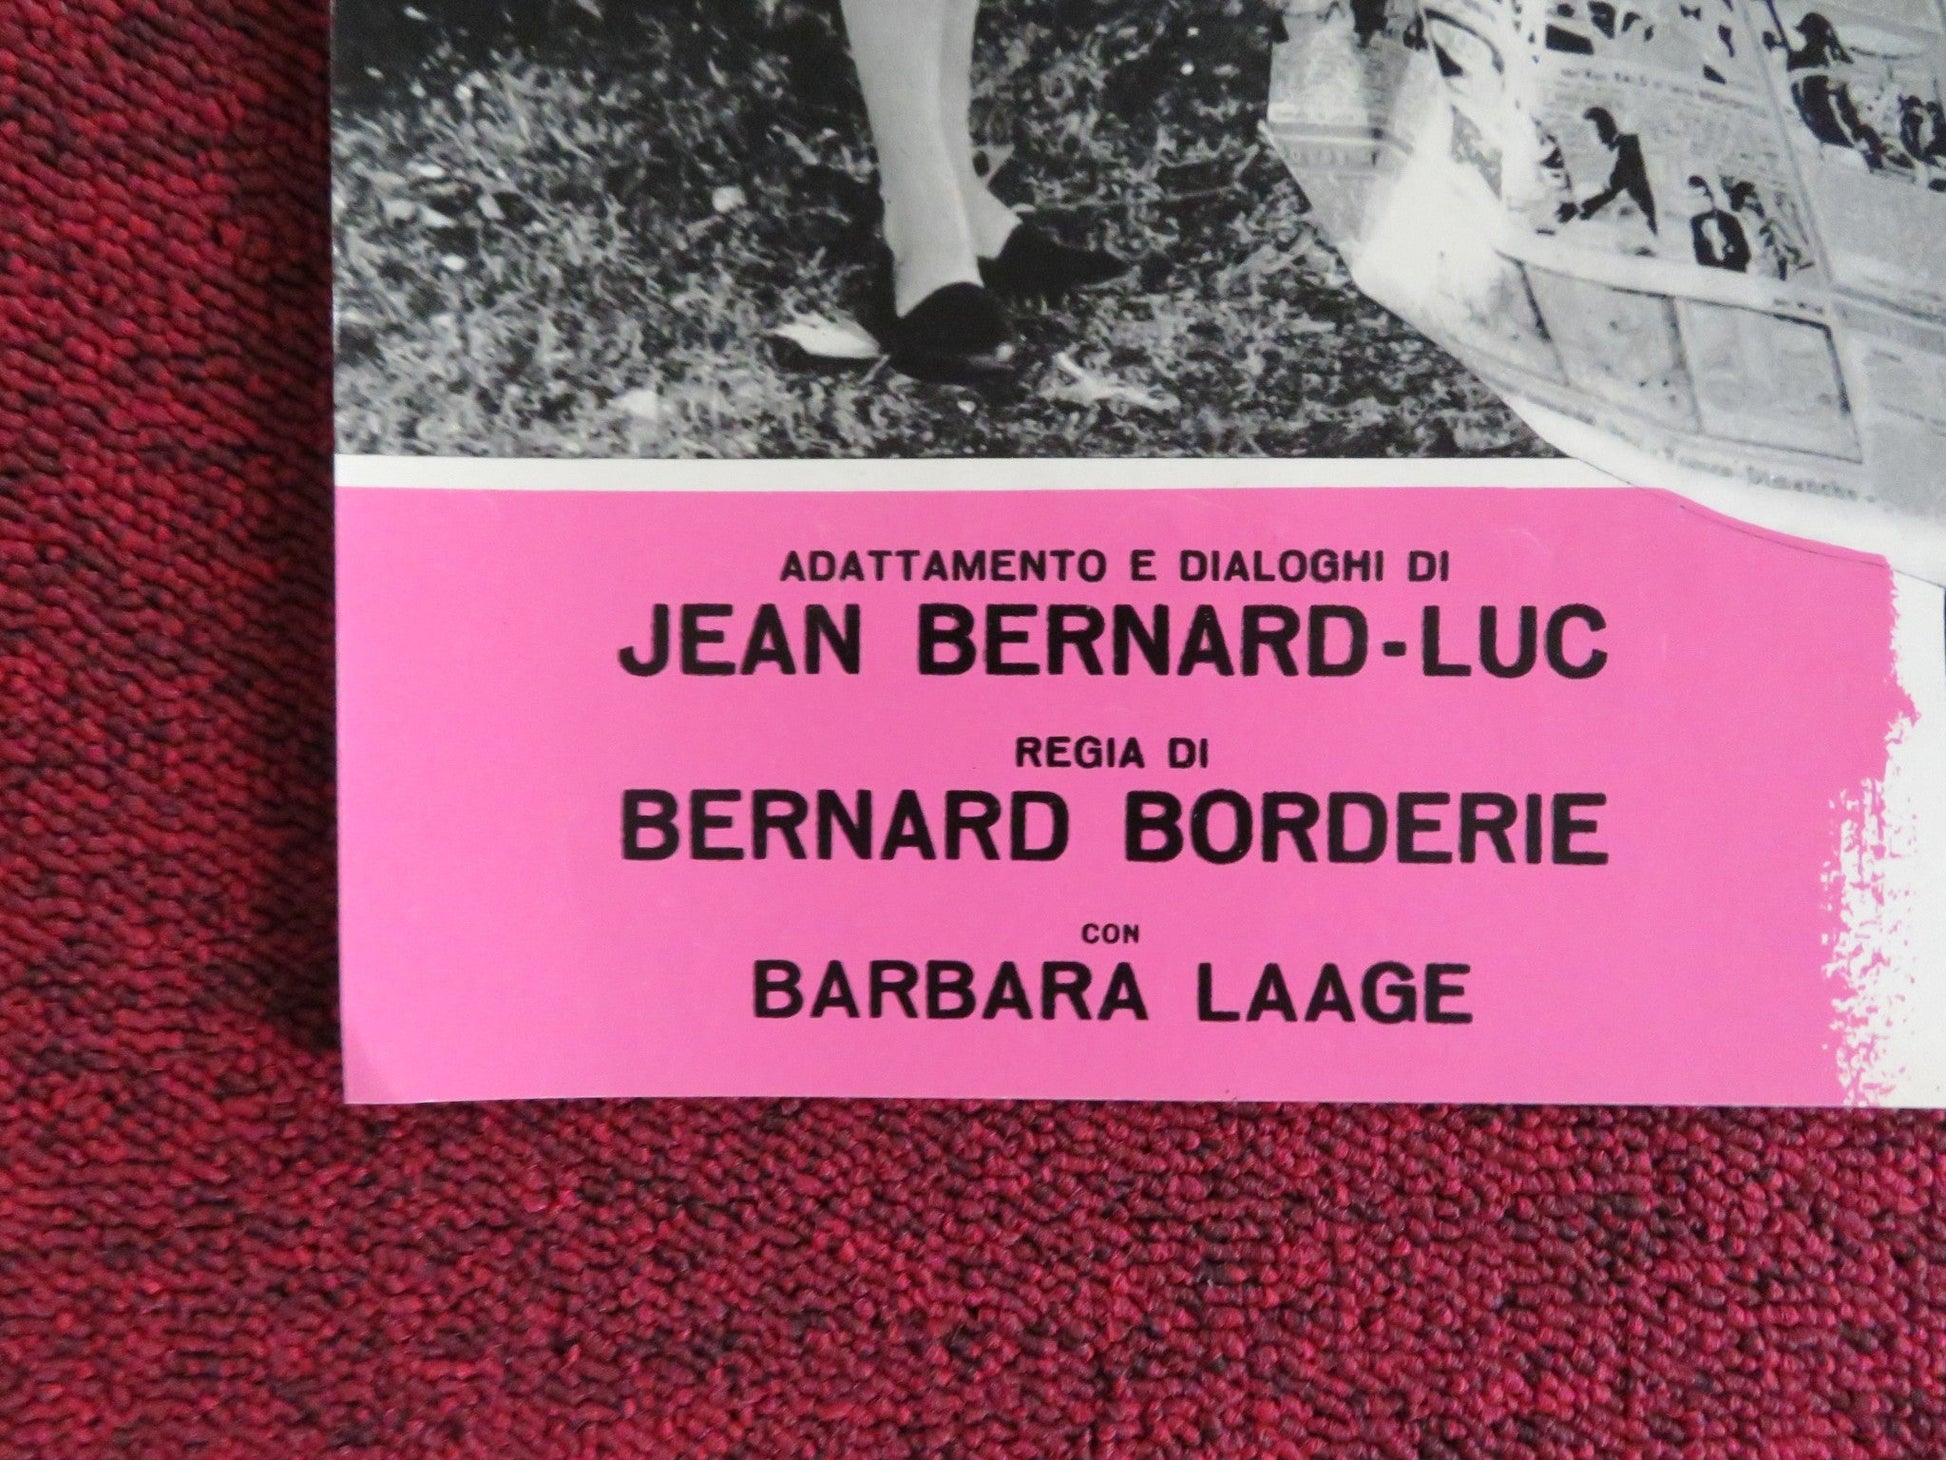 ADATTAMENTO E DIALOGHI DI
JEAN BERNARD-LUC
REGIA DI
BERNARD BORDERIE
CON
BARBARA LAAGE